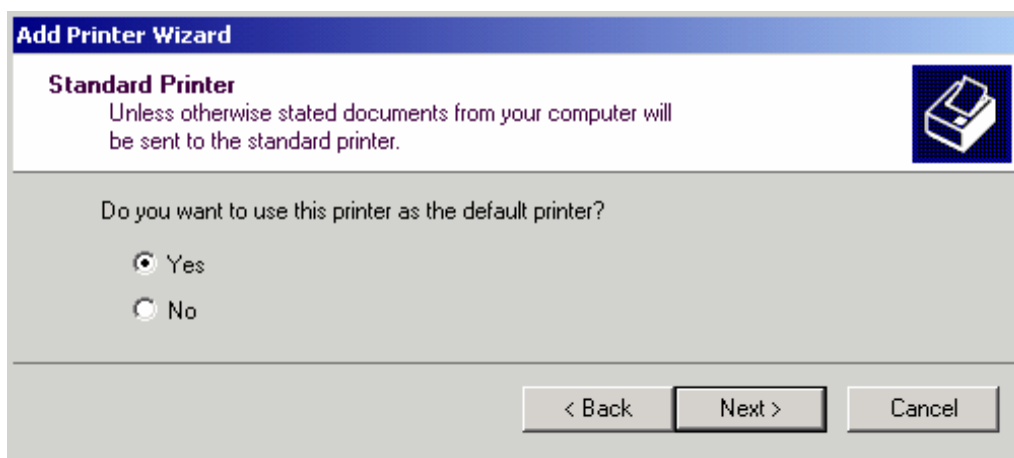 Add Printer Wizard
Standard Printer
Unless otherwise stated documents from your computer will
be sent to the standard printer.
Do you want to use this printer as the default printer?
Yes
No
< Back Next > Cancel